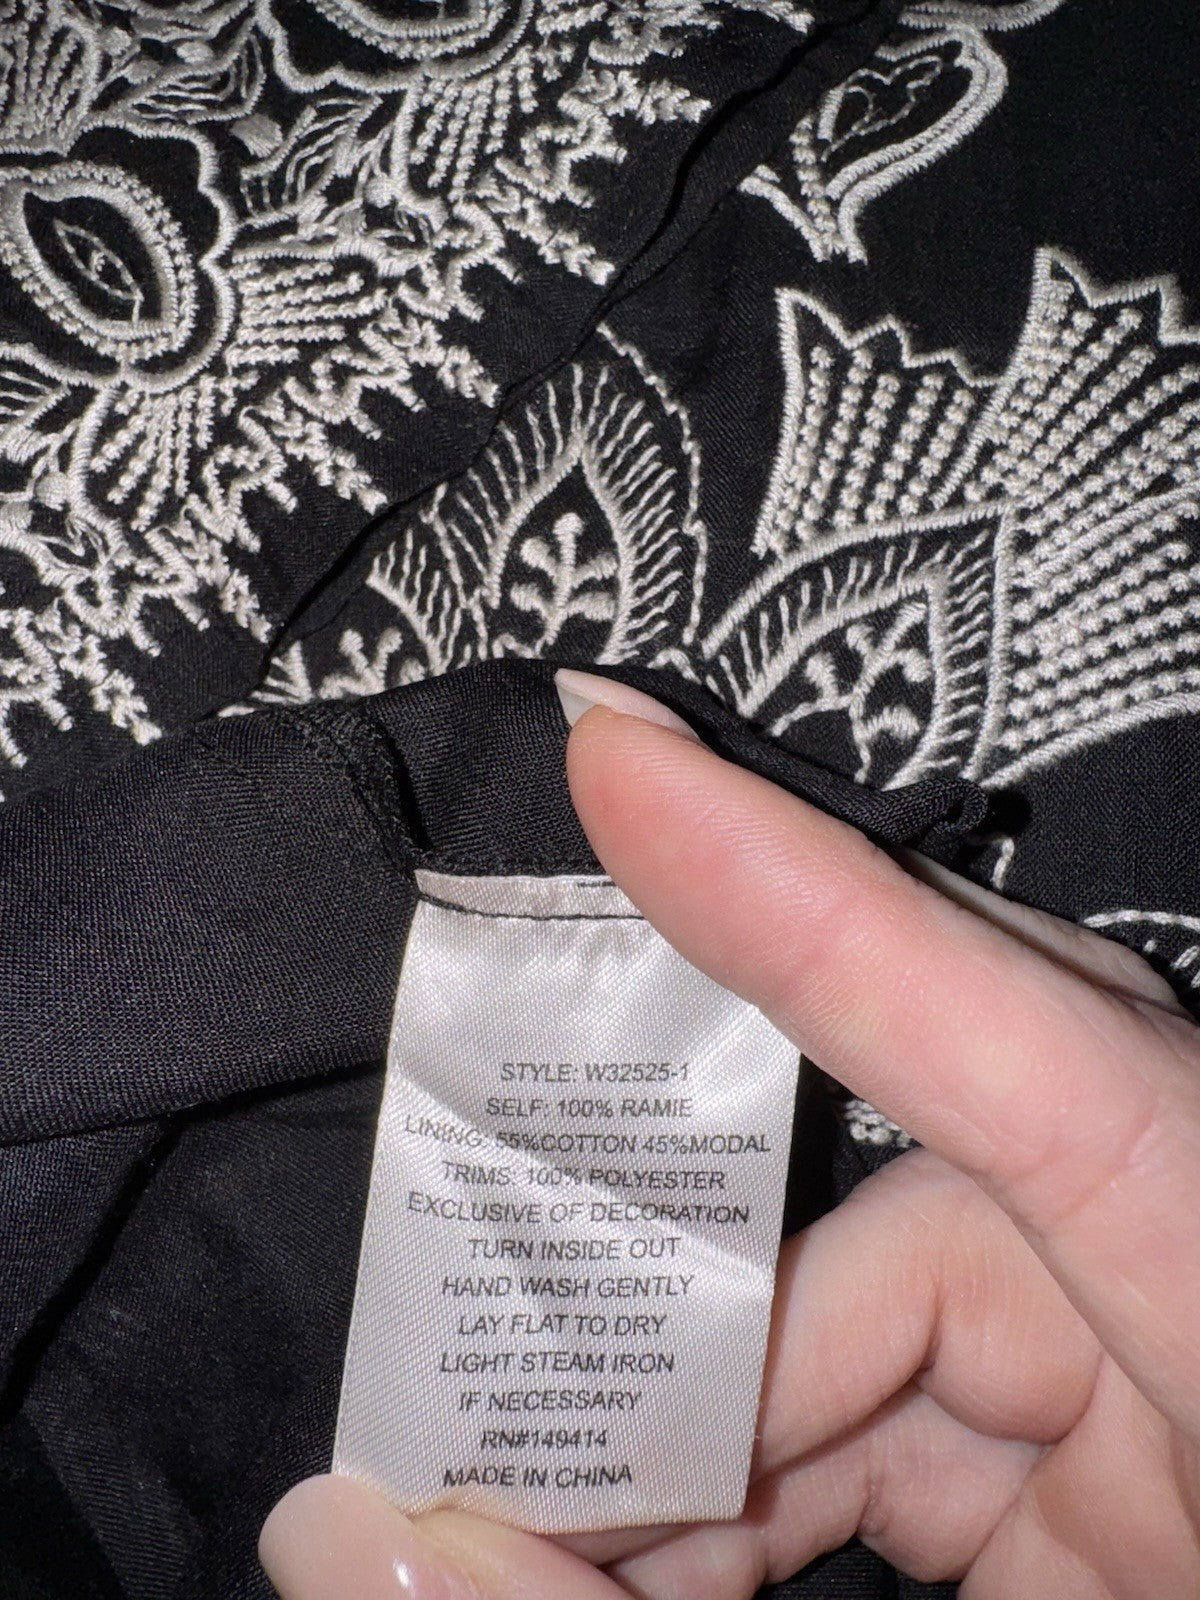 STYLE: W32525-1
SELF: 100% RAMIE
LINING: 55%COTTON 45%MODAL
TRIMS: 100% POLYESTER
EXCLUSIVE OF DECORATION
TURN INSIDE OUT
HAND WASH GENTLY
LAY FLAT TO DRY
LIGHT STEAM IRON
IF NECESSARY
RN#149414
MADE IN CHINA